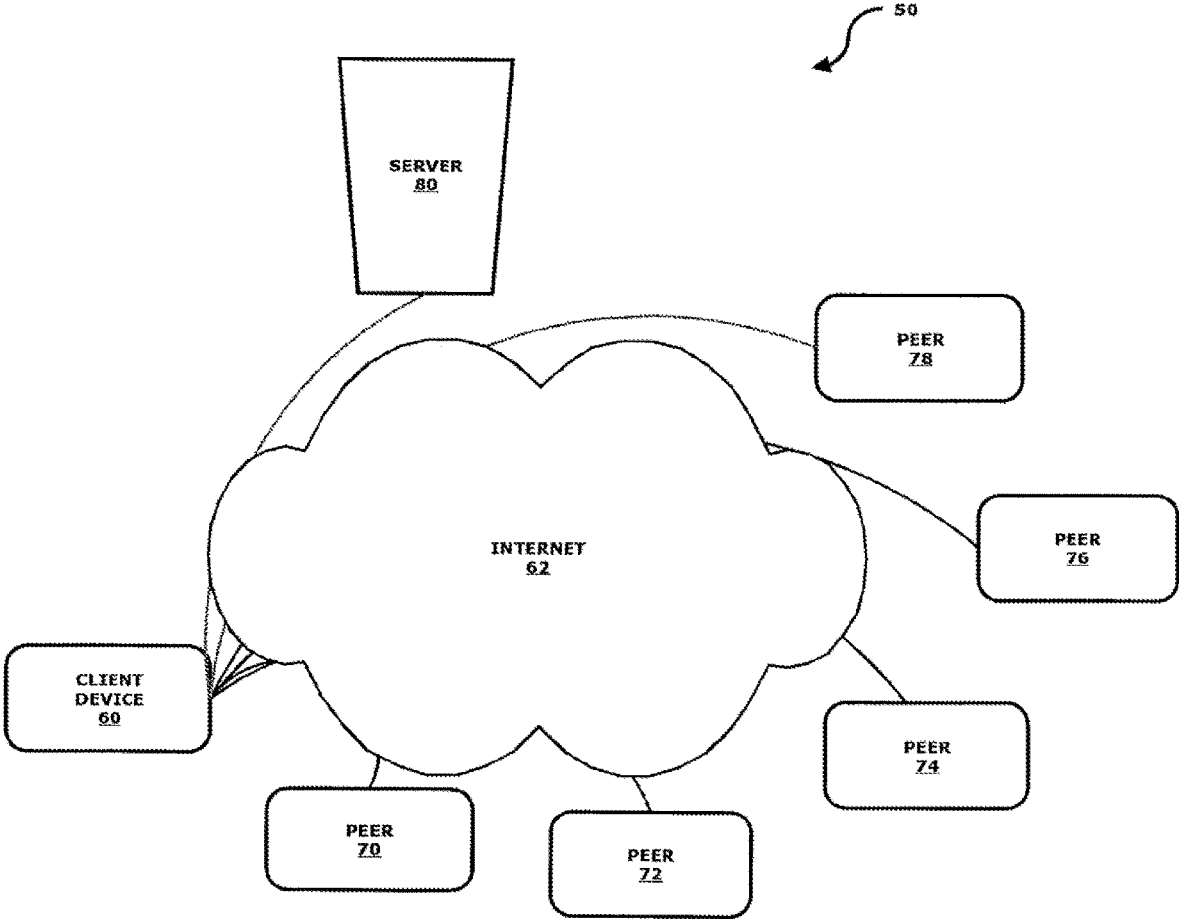 50
SERVER
80
PEER
78
PEER
76
INTERNET
62
CLIENT
DEVICE
60
PEER
74
PEER
70
PEER
72